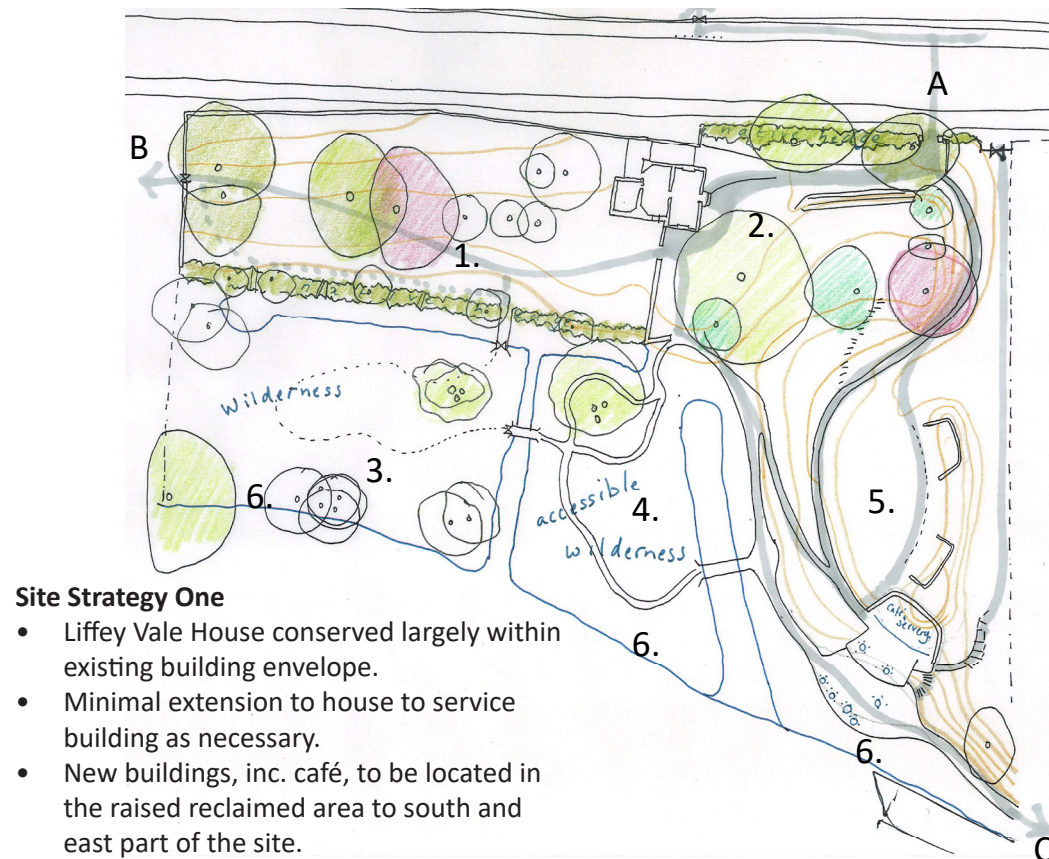 A
B
2.
1.
wilderness
3.
6.
accessible
4.
wilderness
5.
6.
café
servery
6.
C
Site Strategy One
• Liffey Vale House conserved largely within
existing building envelope.
• Minimal extension to house to service
building as necessary.
• New buildings, inc. café, to be located in
the raised reclaimed area to south and
east part of the site.